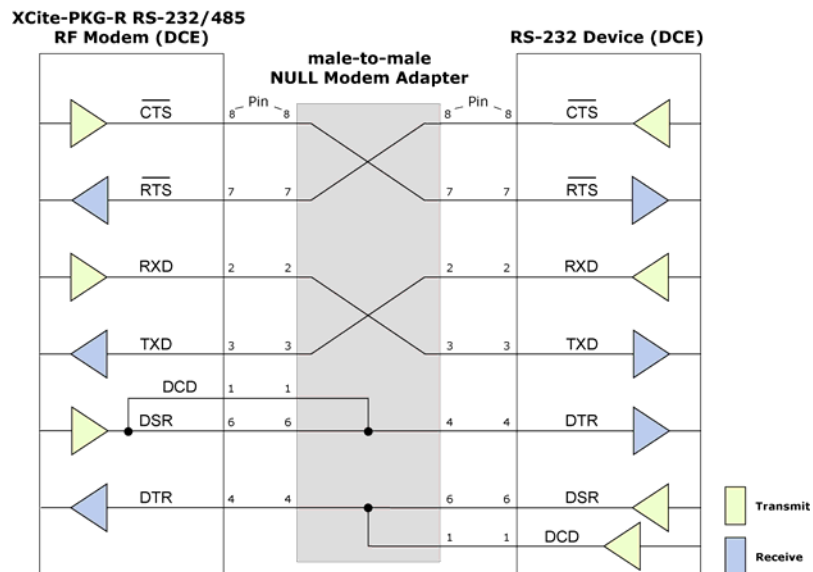 XCite-PKG-R RS-232/485
RF Modem (DCE)
male-to-male
NULL Modem Adapter
RS-232 Device (DCE)
CTS 8 Pin 8 8 Pin 8 CTS
RTS 7 7 7 7 RTS
RXD 2 2 2 2 RXD
TXD 3 3 3 3 TXD
DCD 1 1
DSR 6 6 4 4 DTR
DTR 4 4 6 6 DSR
1 1 DCD
Transmit
Receive